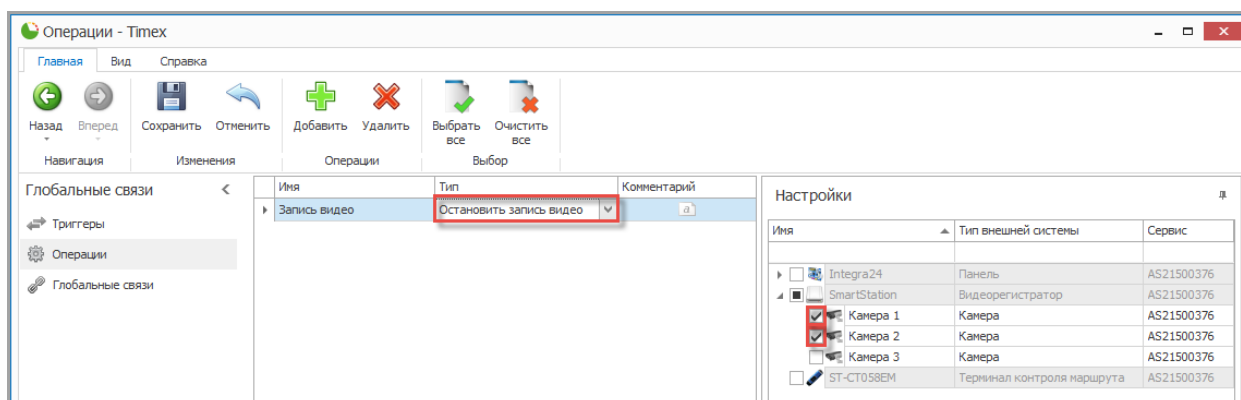 Операции - Timex
Главная Вид Справка
Назад Вперед Сохранить Отменить Добавить Удалить Выбрать все Очистить все
Навигация Изменения Операции Выбор
Глобальные связи
Триггеры
Операции
Глобальные связи
Имя Тип Комментарий
Запись видео Остановить запись видео a
Настройки
Имя Тип внешней системы Сервис
Integra24 Панель AS21500376
SmartStation Видеорегистратор AS21500376
Камера 1 Камера AS21500376
Камера 2 Камера AS21500376
Камера 3 Камера AS21500376
ST-CT058EM Терминал контроля маршрута AS21500376